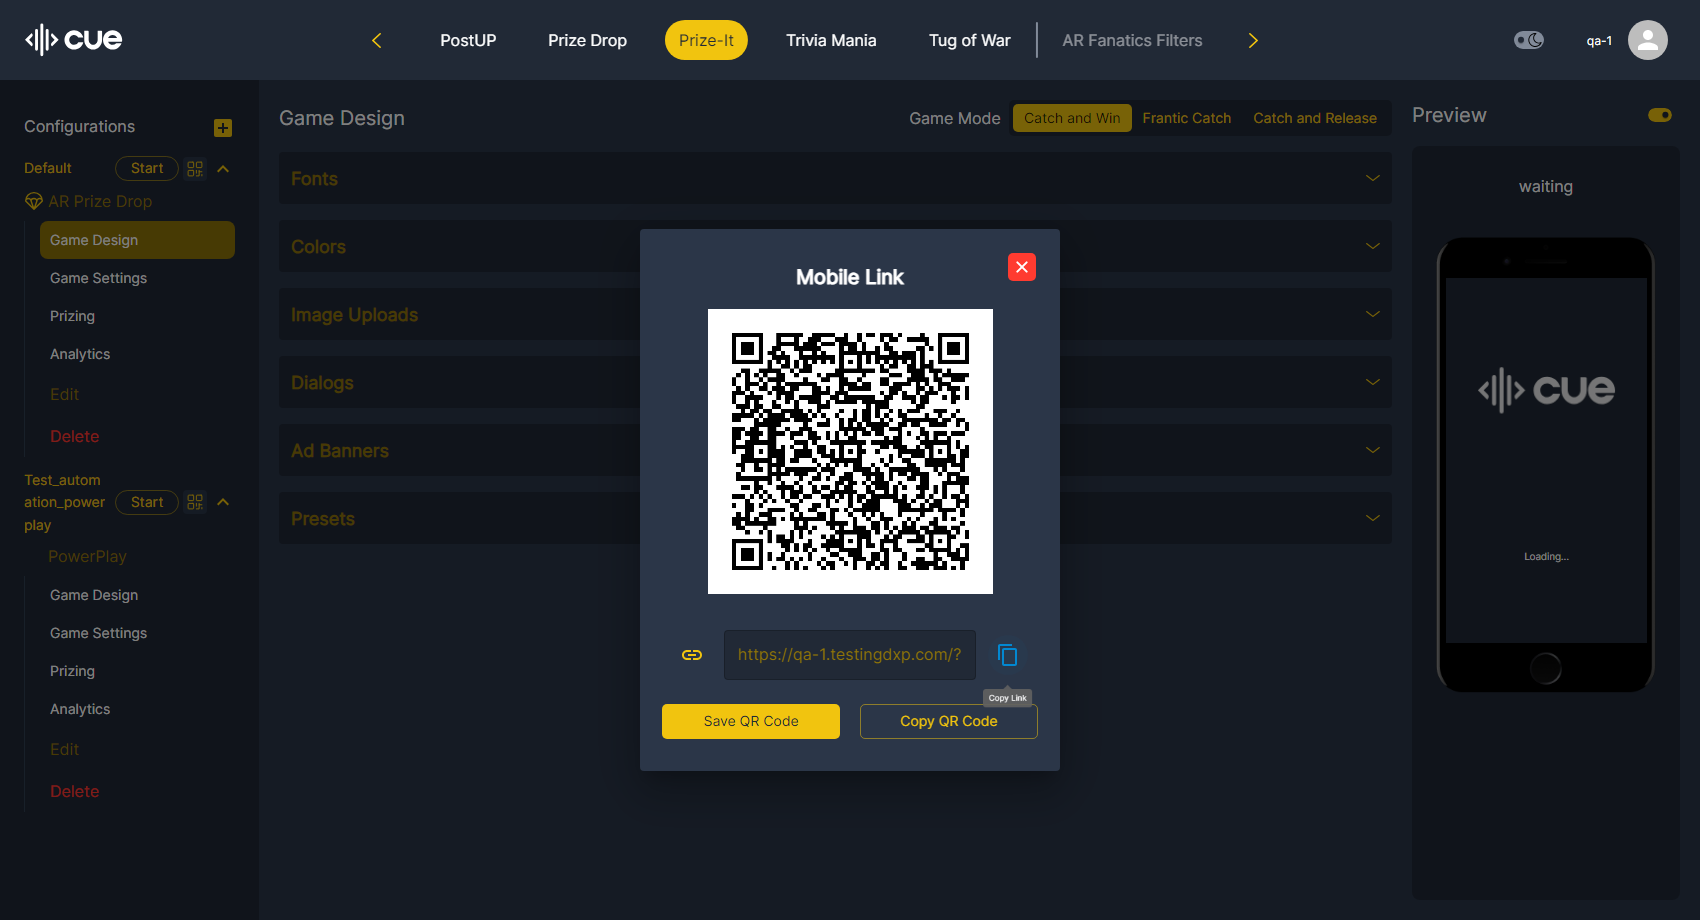 cue
PostUP
Prize Drop
Prize-It
Trivia Mania
Tug of War
AR Fanatics Filters
qa-1
Configurations
Default
Start
AR Prize Drop
Game Design
Game Settings
Prizing
Analytics
Edit
Delete
Test_autom
ation_power
play
Start
PowerPlay
Game Design
Game Settings
Prizing
Analytics
Edit
Delete
Game Design
Game Mode
Catch and Win
Frantic Catch
Catch and Release
Fonts
Colors
Image Uploads
Dialogs
Ad Banners
Presets
Mobile Link
https://qa-1.testingdxp.com/?
Copy Link
Save QR Code
Copy QR Code
Preview
waiting
cue
Loading...